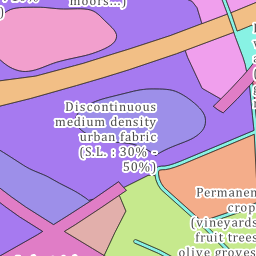 moors...)
Discontinuous
medium density
urban fabric
(S.L. : 30% -
50%)
Permanen
crop
(vineyards
fruit trees
olive groves